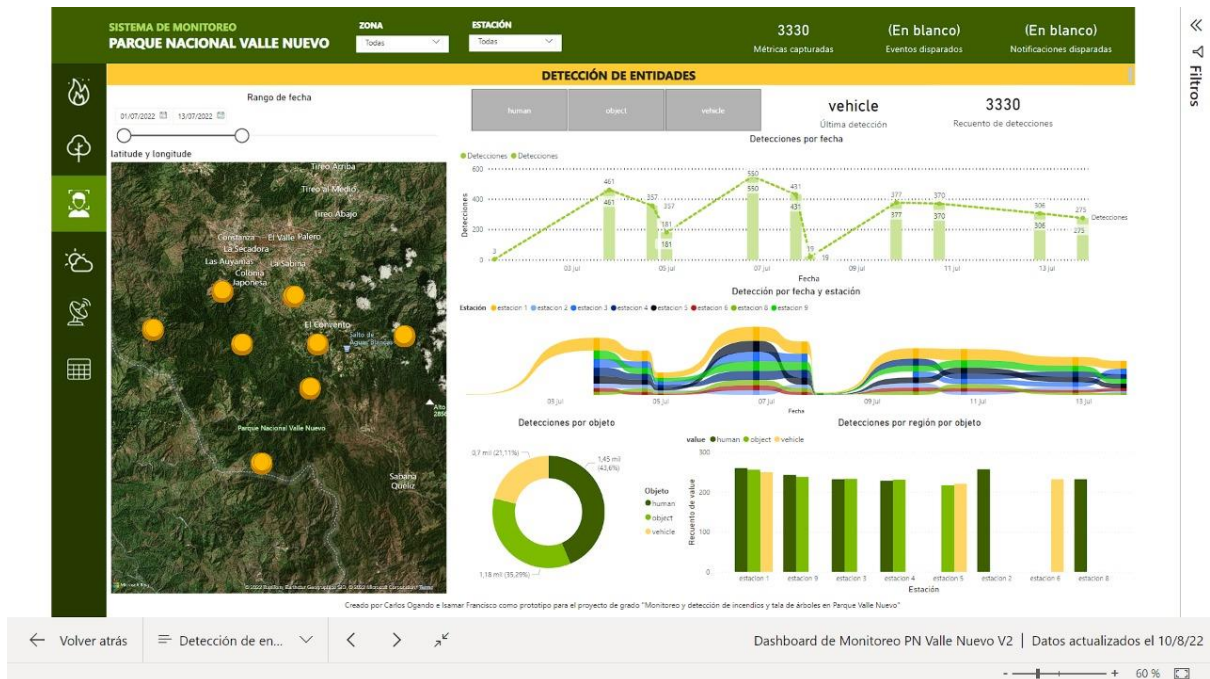 SISTEMA DE MONITOREO
PARQUE NACIONAL VALLE NUEVO
ZONA
Todas
ESTACIÓN
Todas
3330
Métricas capturadas
(En blanco)
Eventos disparados
(En blanco)
Notificaciones disparadas
Filtros
DETECCIÓN DE ENTIDADES
Rango de fecha
01/07/2022 13/07/2022
human object vehicle
vehicle
Última detección
3330
Recuento de detecciones
latitude y longitude
Tireo Arriba
Tireo al Medio
Tireo Abajo
Constanza El Valle Palero
La Secadora
Las Auyamas La Sabina
Colonia
Japonesa
El Convento
Salto de
Aguas Blancas
Alto
Parque Nacional Valle Nuevo
Sabana
Queliz
Microsoft Bing
Detecciones por fecha
Detecciones Detecciones
Detecciones
600
400
200
0
3 461 357 357 181 550 431 19 19 377 370 306 275
461 181 550 431 377 370 306 275
Detecciones
03 jul 05 jul 07 jul 09 jul 11 jul 13 jul
Fecha
Detección por fecha y estación
Estación estacion 1 estacion 2 estacion 3 estacion 4 estacion 5 estacion 6 estacion 8 estacion 9
03 jul 05 jul 07 jul 09 jul 11 jul 13 jul
Fecha
Detecciones por objeto
0,7 mil (21,11%)
1,45 mil
(43,6%)
1,18 mil (35,29%)
Objeto
human
object
vehicle
Detecciones por región por objeto
value human object vehicle
Recuento de value
300
200
100
0
estacion 1 estacion 9 estacion 3 estacion 4 estacion 5 estacion 2 estacion 6 estacion 8
Estación
Creado por Carlos Ogando e Isamar Francisco como prototipo para el proyecto de grado "Monitoreo y detección de incendios y tala de árboles en Parque Valle Nuevo"
Volver atrás
Detección de en...
Dashboard de Monitoreo PN Valle Nuevo V2 | Datos actualizados el 10/8/22
- + 60 %